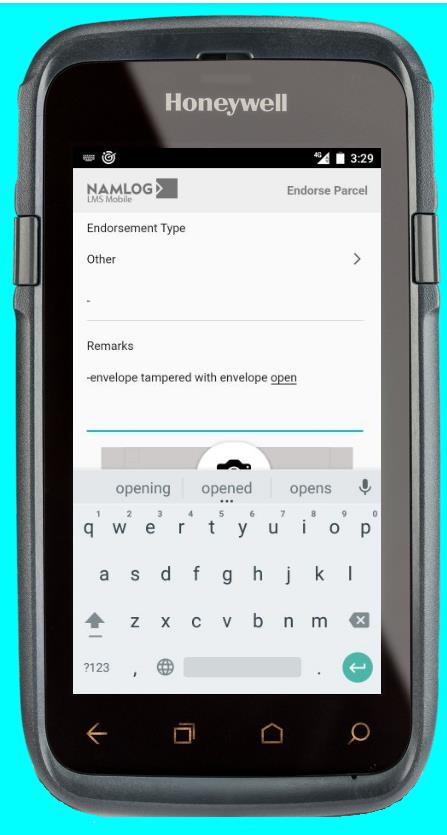 Honeywell
4G 3:29
NAMLOG
LMS Mobile
Endorse Parcel
Endorsement Type
Other
-
Remarks
-envelope tampered with envelope open
opening opened opens
1 2 3 4 5 6 7 8 9 0
q w e r t y u i o p
a s d f g h j k l
z x c v b n m
?123 , .